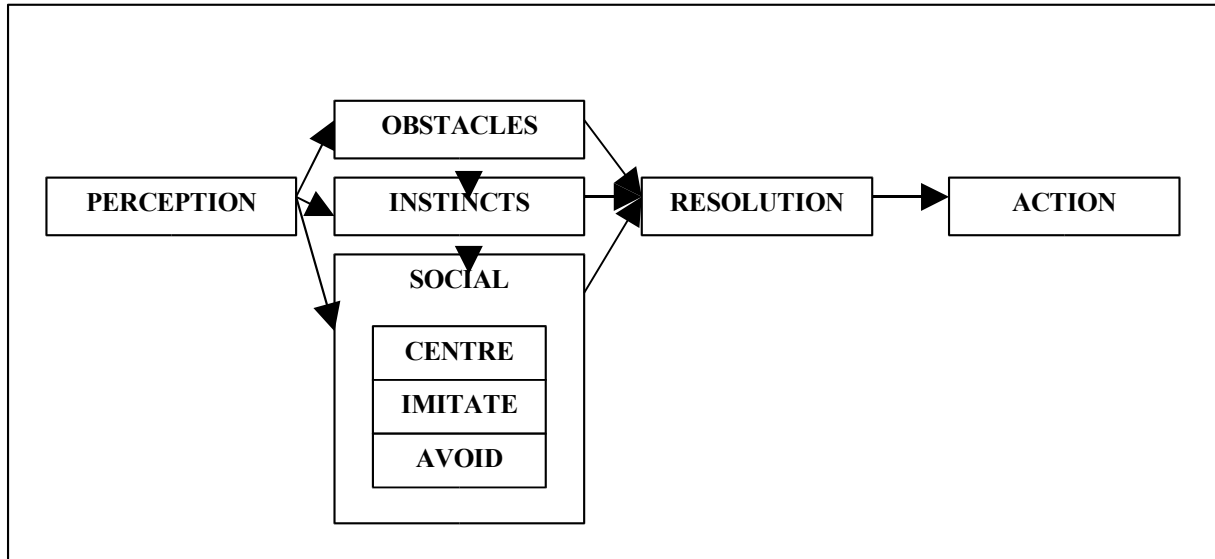 OBSTACLES
PERCEPTION
INSTINCTS
RESOLUTION
ACTION
SOCIAL
CENTRE
IMITATE
AVOID